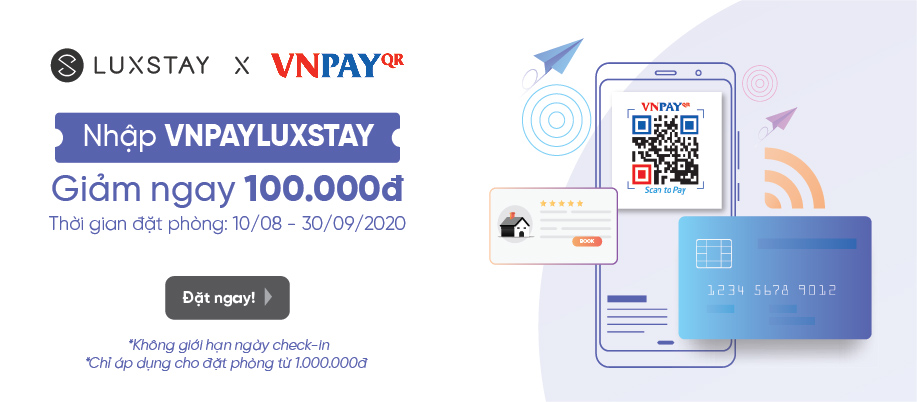 LUXSTAY X VNPAYQR
Nhập VNPAYLUXSTAY
Giảm ngay 100.000đ
Thời gian đặt phòng: 10/08 - 30/09/2020
Đặt ngay!
*Không giới hạn ngày check-in
*Chỉ áp dụng cho đặt phòng từ 1.000.000đ
VNPAYQR
Scan to Pay
BOOK
1234 5678 9012